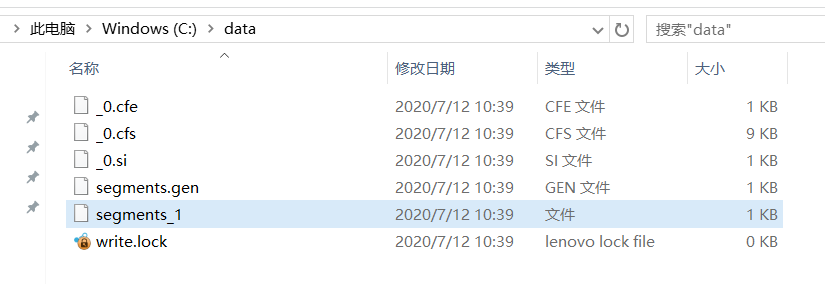 此电脑 Windows (C:) data 搜索"data"
名称 修改日期 类型 大小
_0.cfe 2020/7/12 10:39 CFE 文件 1 KB
_0.cfs 2020/7/12 10:39 CFS 文件 9 KB
_0.si 2020/7/12 10:39 SI 文件 1 KB
segments.gen 2020/7/12 10:39 GEN 文件 1 KB
segments_1 2020/7/12 10:39 文件 1 KB
write.lock 2020/7/12 10:39 lenovo lock file 0 KB